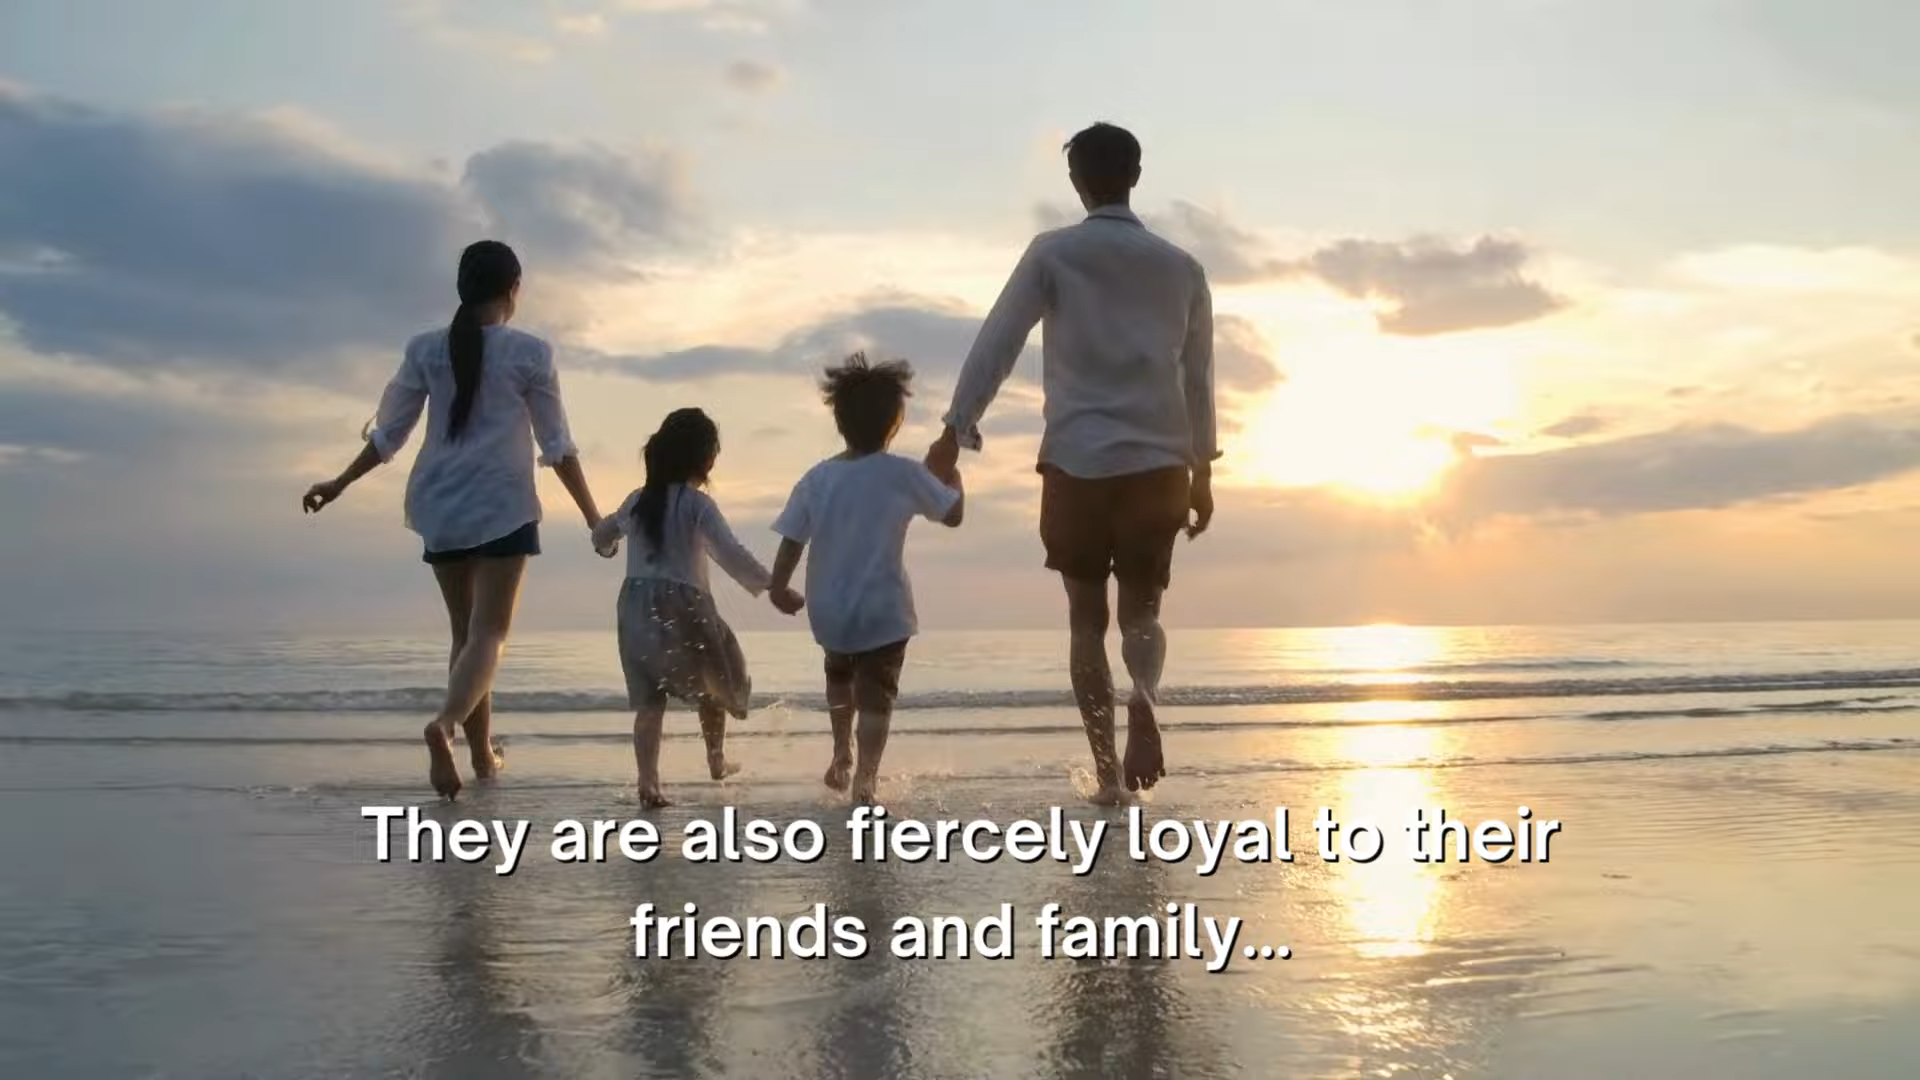 They are also fiercely loyal to their
friends and family...